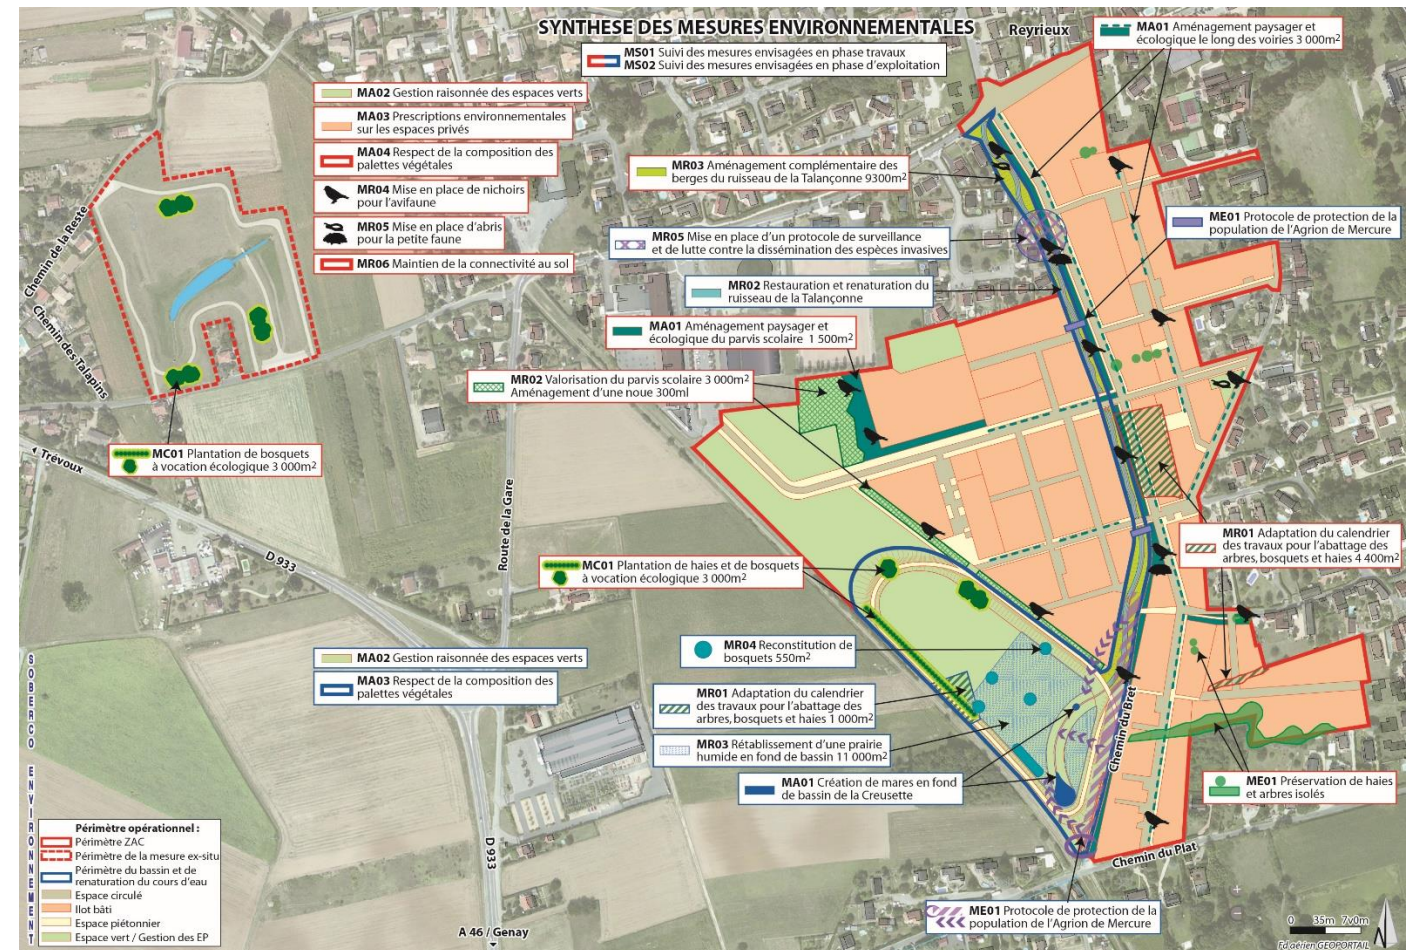 SYNTHESE DES MESURES ENVIRONNEMENTALES
Reyrieux
MS01 Suivi des mesures envisagées en phase travaux
MS02 Suivi des mesures envisagées en phase d'exploitation
MA01 Aménagement paysager et
écologique le long des voiries 3 000m²
MA02 Gestion raisonnée des espaces verts
MA03 Prescriptions environnementales
sur les espaces privés
MA04 Respect de la composition des
palettes végétales
MR04 Mise en place de nichoirs
pour l'avifaune
MR05 Mise en place d'abris
pour la petite faune
MR06 Maintien de la connectivité au sol
MR03 Aménagement complémentaire des
berges du ruisseau de la Talançonne 9300m²
MR05 Mise en place d'un protocole de surveillance
et de lutte contre la dissémination des espèces invasives
ME01 Protocole de protection de la
population de l'Agrion de Mercure
MR02 Restauration et renaturation du
ruisseau de la Talançonne
MA01 Aménagement paysager et
écologique du parvis scolaire 1 500m²
MR02 Valorisation du parvis scolaire 3 000m²
Aménagement d'une noue 300ml
Chemin de la Reste
Chemin des Talapins
MC01 Plantation de bosquets
à vocation écologique 3 000m²
Trévoux
D 933
Route de la Gare
MC01 Plantation de haies et de bosquets
à vocation écologique 3 000m²
MR01 Adaptation du calendrier
des travaux pour l'abattage des
arbres, bosquets et haies 4 400m²
MR04 Reconstitution de
bosquets 550m²
MA02 Gestion raisonnée des espaces verts
MA03 Respect de la composition des
palettes végétales
MR01 Adaptation du calendrier
des travaux pour l'abattage des
arbres, bosquets et haies 1 000m²
MR03 Rétablissement d'une prairie
humide en fond de bassin 11 000m²
MA01 Création de mares en fond
de bassin de la Creusette
Chemin du Bret
ME01 Préservation de haies
et arbres isolés
Chemin du Plat
ME01 Protocole de protection de la
population de l'Agrion de Mercure
D 933
A 46 / Genay
SOBERCO ENVIRONNEMENT
Périmètre opérationnel :
Périmètre ZAC
Périmètre de la mesure ex-situ
Périmètre du bassin et de
renaturation du cours d'eau
Espace circulé
Ilot bâti
Espace piétonnier
Espace vert / Gestion des EP
0 35m 7v0m
Fd aérien GEOPORTAIL